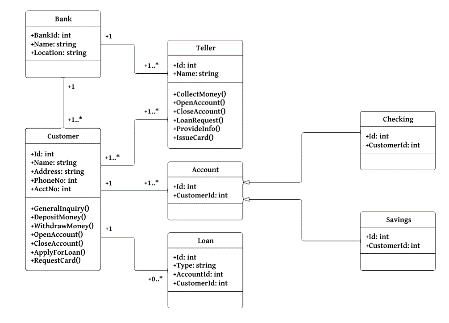 Bank
+BankId: int
+Name: string
+Location: string
+1
+1..*
Teller
+Id: int
+Name: string
+CollectMoney()
+OpenAccount()
+CloseAccount()
+LoanRequest()
+ProvideInfo()
+IssueCard()
+1
+1..*
Customer
+Id: int
+Name: string
+Address: string
+PhoneNo: int
+AcctNo: int
+GeneralInquiry()
+DepositMoney()
+WithdrawMoney()
+OpenAccount()
+CloseAccount()
+ApplyForLoan()
+RequestCard()
+1..*
+1..*
+1
+1..*
Account
+Id: int
+CustomerId: int
Checking
+Id: int
+CustomerId: int
Savings
+Id: int
+CustomerId: int
+1
+0..*
Loan
+Id: int
+Type: string
+AccountId: int
+CustomerId: int